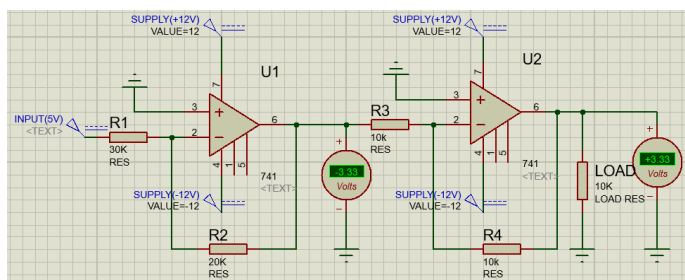 SUPPLY(+12V)
VALUE=12
SUPPLY(+12V)
VALUE=12
U1
U2
7
7
INPUT(5V)
<TEXT>
R1
30K
RES
3
2
6
4
1
5
741
<TEXT>
R3
10k
RES
3
2
6
4
1
5
741
<TEXT>
+
-3.33
Volts
-
LOAD
10K
LOAD RES
+
+3.33
Volts
-
SUPPLY(-12V)
VALUE=-12
SUPPLY(-12V)
VALUE=-12
R2
20K
RES
R4
10k
RES